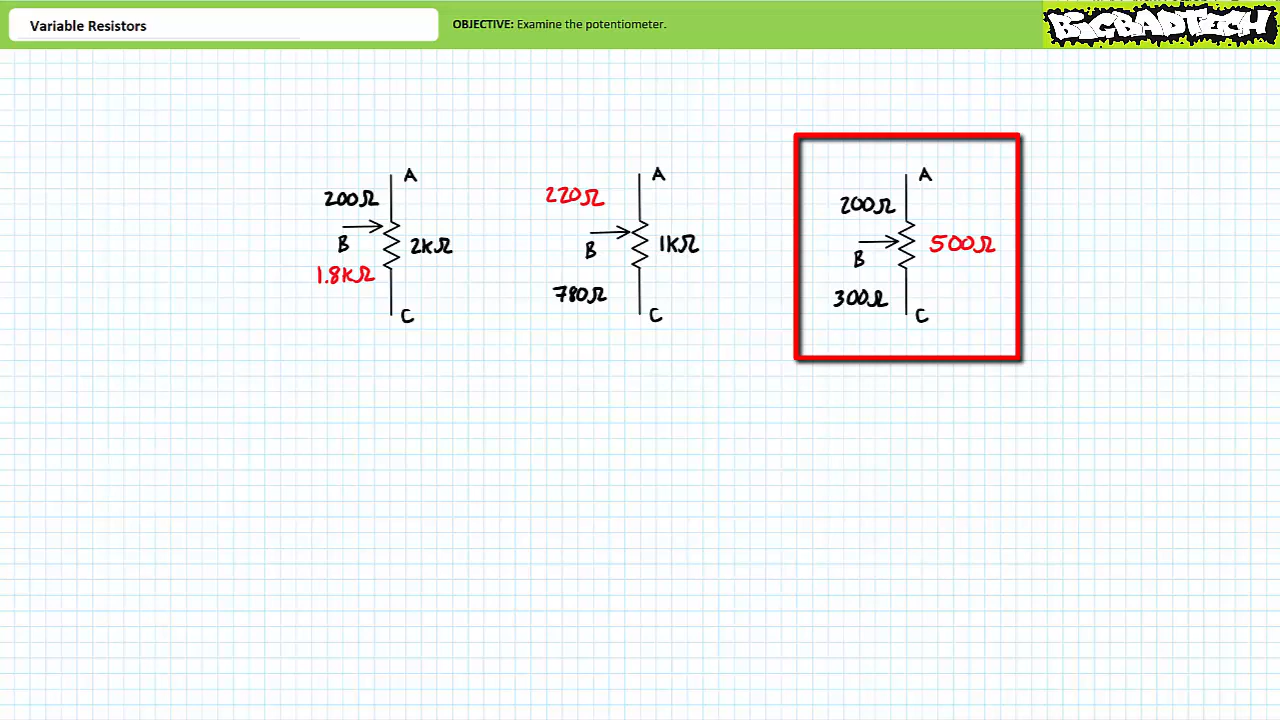 Variable Resistors
OBJECTIVE: Examine the potentiometer.
BIGBADTECH
A
200Ω
B
2kΩ
1.8kΩ
C
A
220Ω
B
1kΩ
780Ω
C
A
200Ω
B
500Ω
300Ω
C